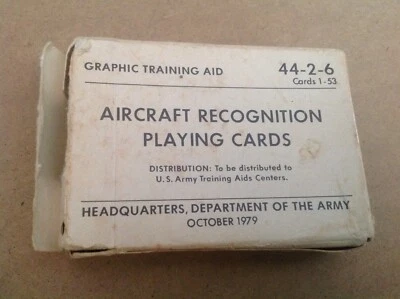 GRAPHIC TRAINING AID 44-2-6
Cards 1-53
AIRCRAFT RECOGNITION
PLAYING CARDS
DISTRIBUTION: To be distributed to
U.S. Army Training Aids Centers.
HEADQUARTERS, DEPARTMENT OF THE ARMY
OCTOBER 1979